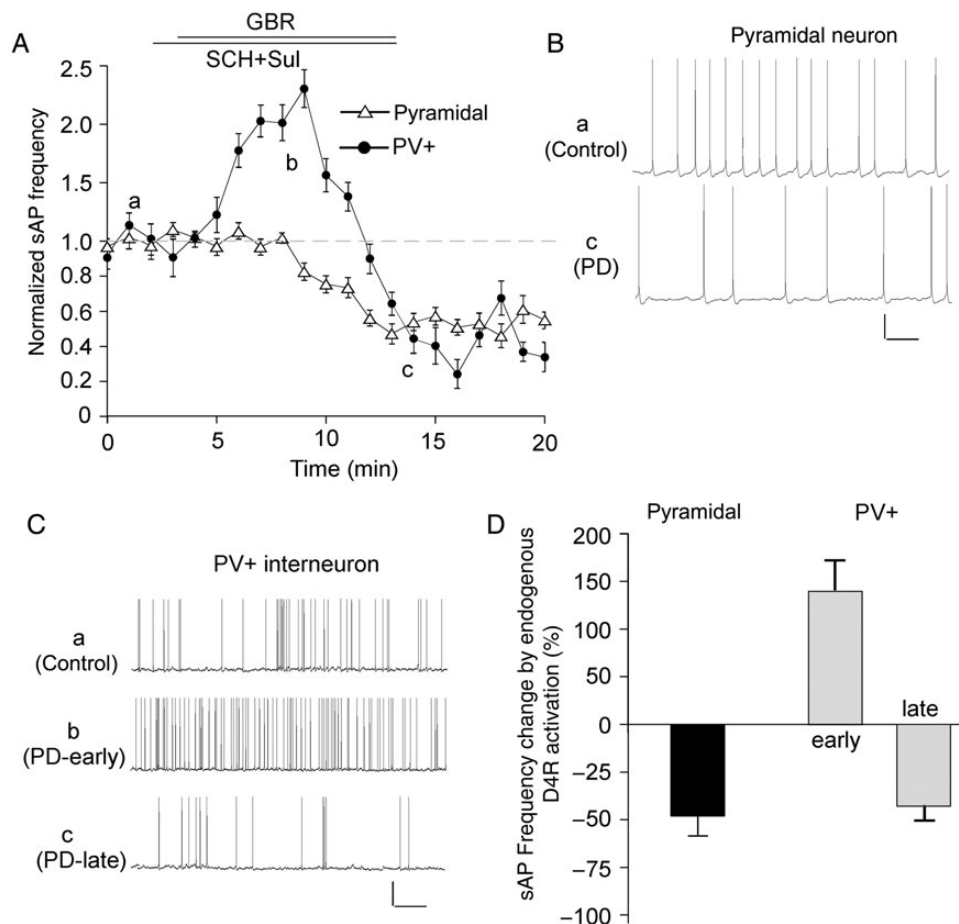 A
GBR
SCH+Sul
2.5
2.0
1.5
1.0
0.8
0.6
0.4
0.2
0
Normalized sAP frequency
Pyramidal
PV+
a
b
c
0 5 10 15 20
Time (min)
B
Pyramidal neuron
a
(Control)
c
(PD)
C
PV+ interneuron
a
(Control)
b
(PD-early)
c
(PD-late)
D
Pyramidal PV+
sAP Frequency change by endogenous
D4R activation (%)
200
150
100
50
0
−25
−50
−75
−100
early
late